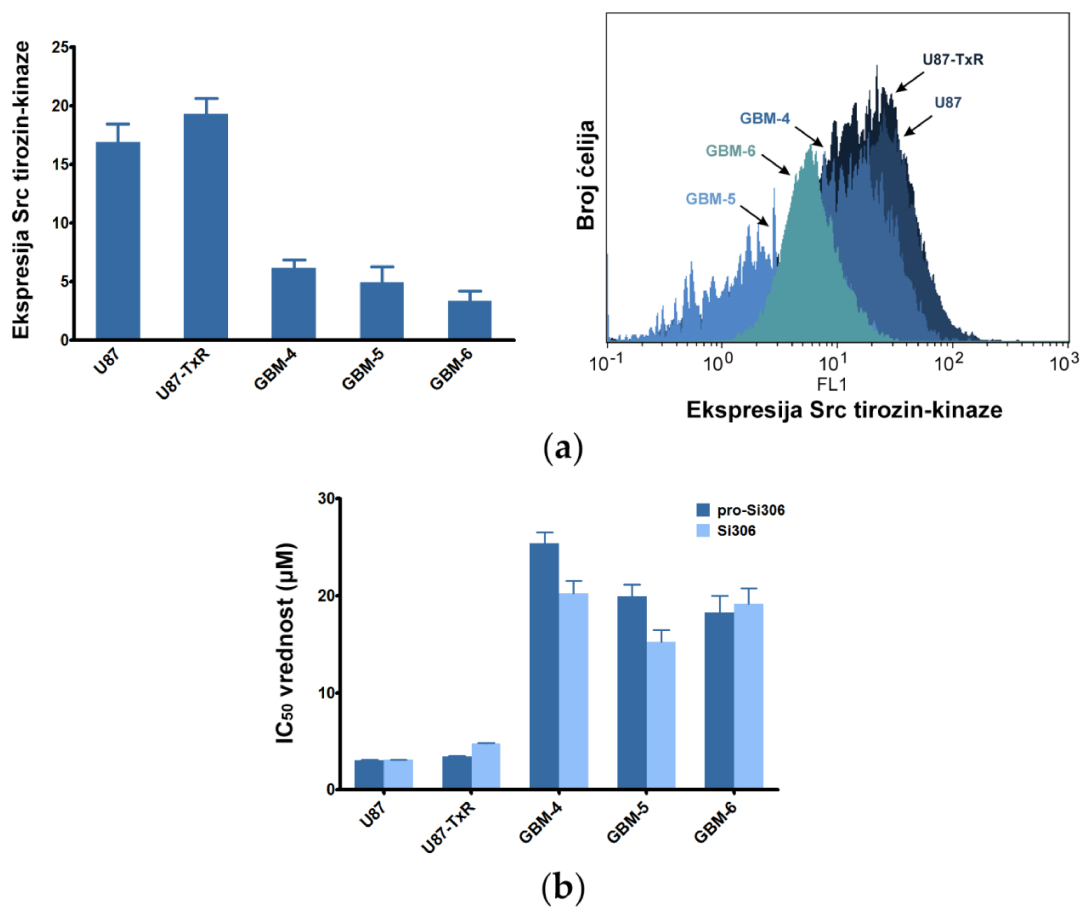 Ekspresija Src tirozin-kinaze
25
20
15
10
5
0
U87
U87-TxR
GBM-4
GBM-5
GBM-6
Broj ćelija
U87-TxR
U87
GBM-4
GBM-6
GBM-5
10-1
100
101
102
103
FL1
Ekspresija Src tirozin-kinaze
(a)
IC50 vrednost (µM)
30
20
10
0
pro-Si306
Si306
U87
U87-TxR
GBM-4
GBM-5
GBM-6
(b)